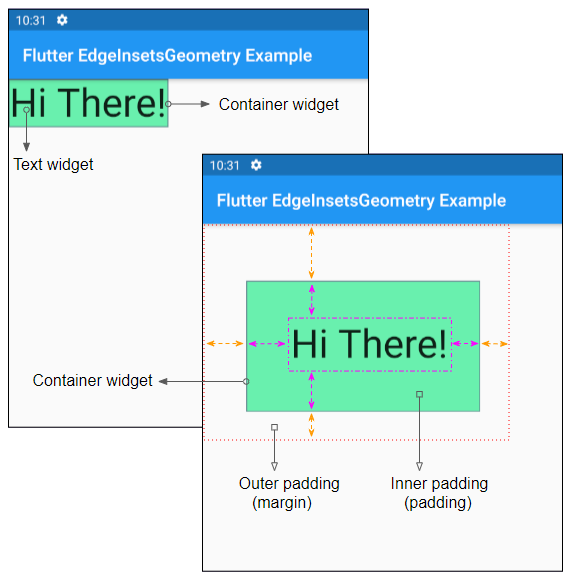 10:31
Flutter EdgeInsetsGeometry Example
Hi There!
Container widget
Text widget
10:31
Flutter EdgeInsetsGeometry Example
Hi There!
Container widget
Outer padding
(margin)
Inner padding
(padding)